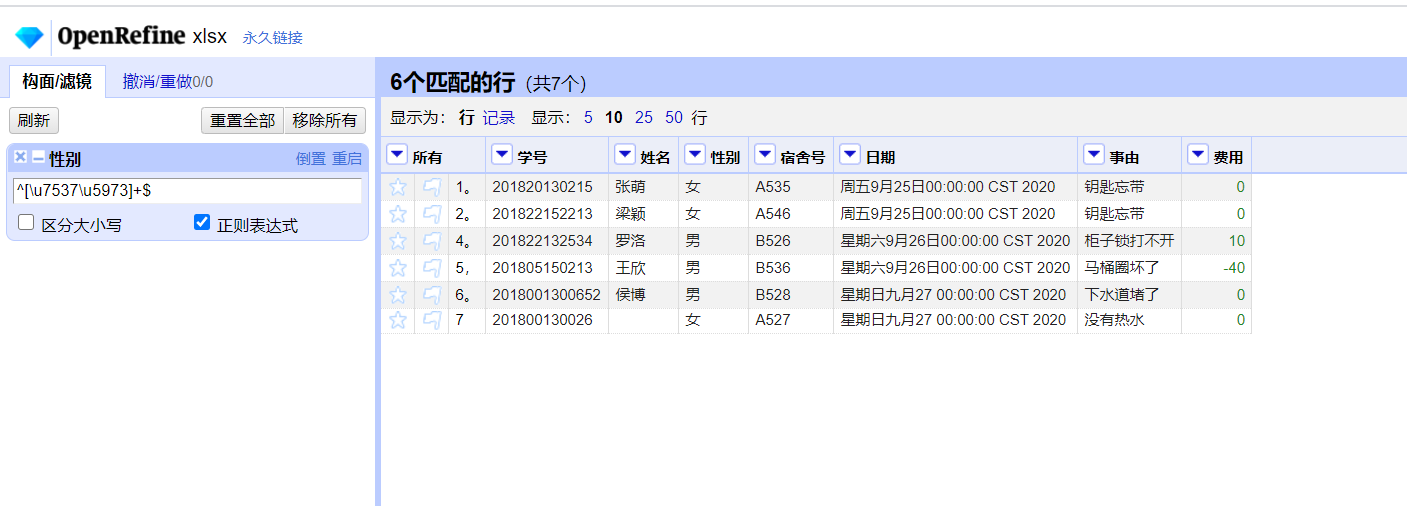 OpenRefine xlsx 永久链接
构面/滤镜 撤消/重做0/0
刷新 重置全部 移除所有
性别 倒置 重启
^[\u7537\u5973]+$
区分大小写 正则表达式
6个匹配的行 (共7个)
显示为: 行 记录 显示: 5 10 25 50 行
所有 学号 姓名 性别 宿舍号 日期 事由 费用
1。 201820130215 张萌 女 A535 周五9月25日00:00:00 CST 2020 钥匙忘带 0
2。 201822152213 梁颖 女 A546 周五9月25日00:00:00 CST 2020 钥匙忘带 0
4。 201822132534 罗洛 男 B526 星期六9月26日00:00:00 CST 2020 柜子锁打不开 10
5, 201805150213 王欣 男 B536 星期六9月26日00:00:00 CST 2020 马桶圈坏了 -40
6。 2018001300652 侯博 男 B528 星期日九月27 00:00:00 CST 2020 下水道堵了 0
7 201800130026 女 A527 星期日九月27 00:00:00 CST 2020 没有热水 0